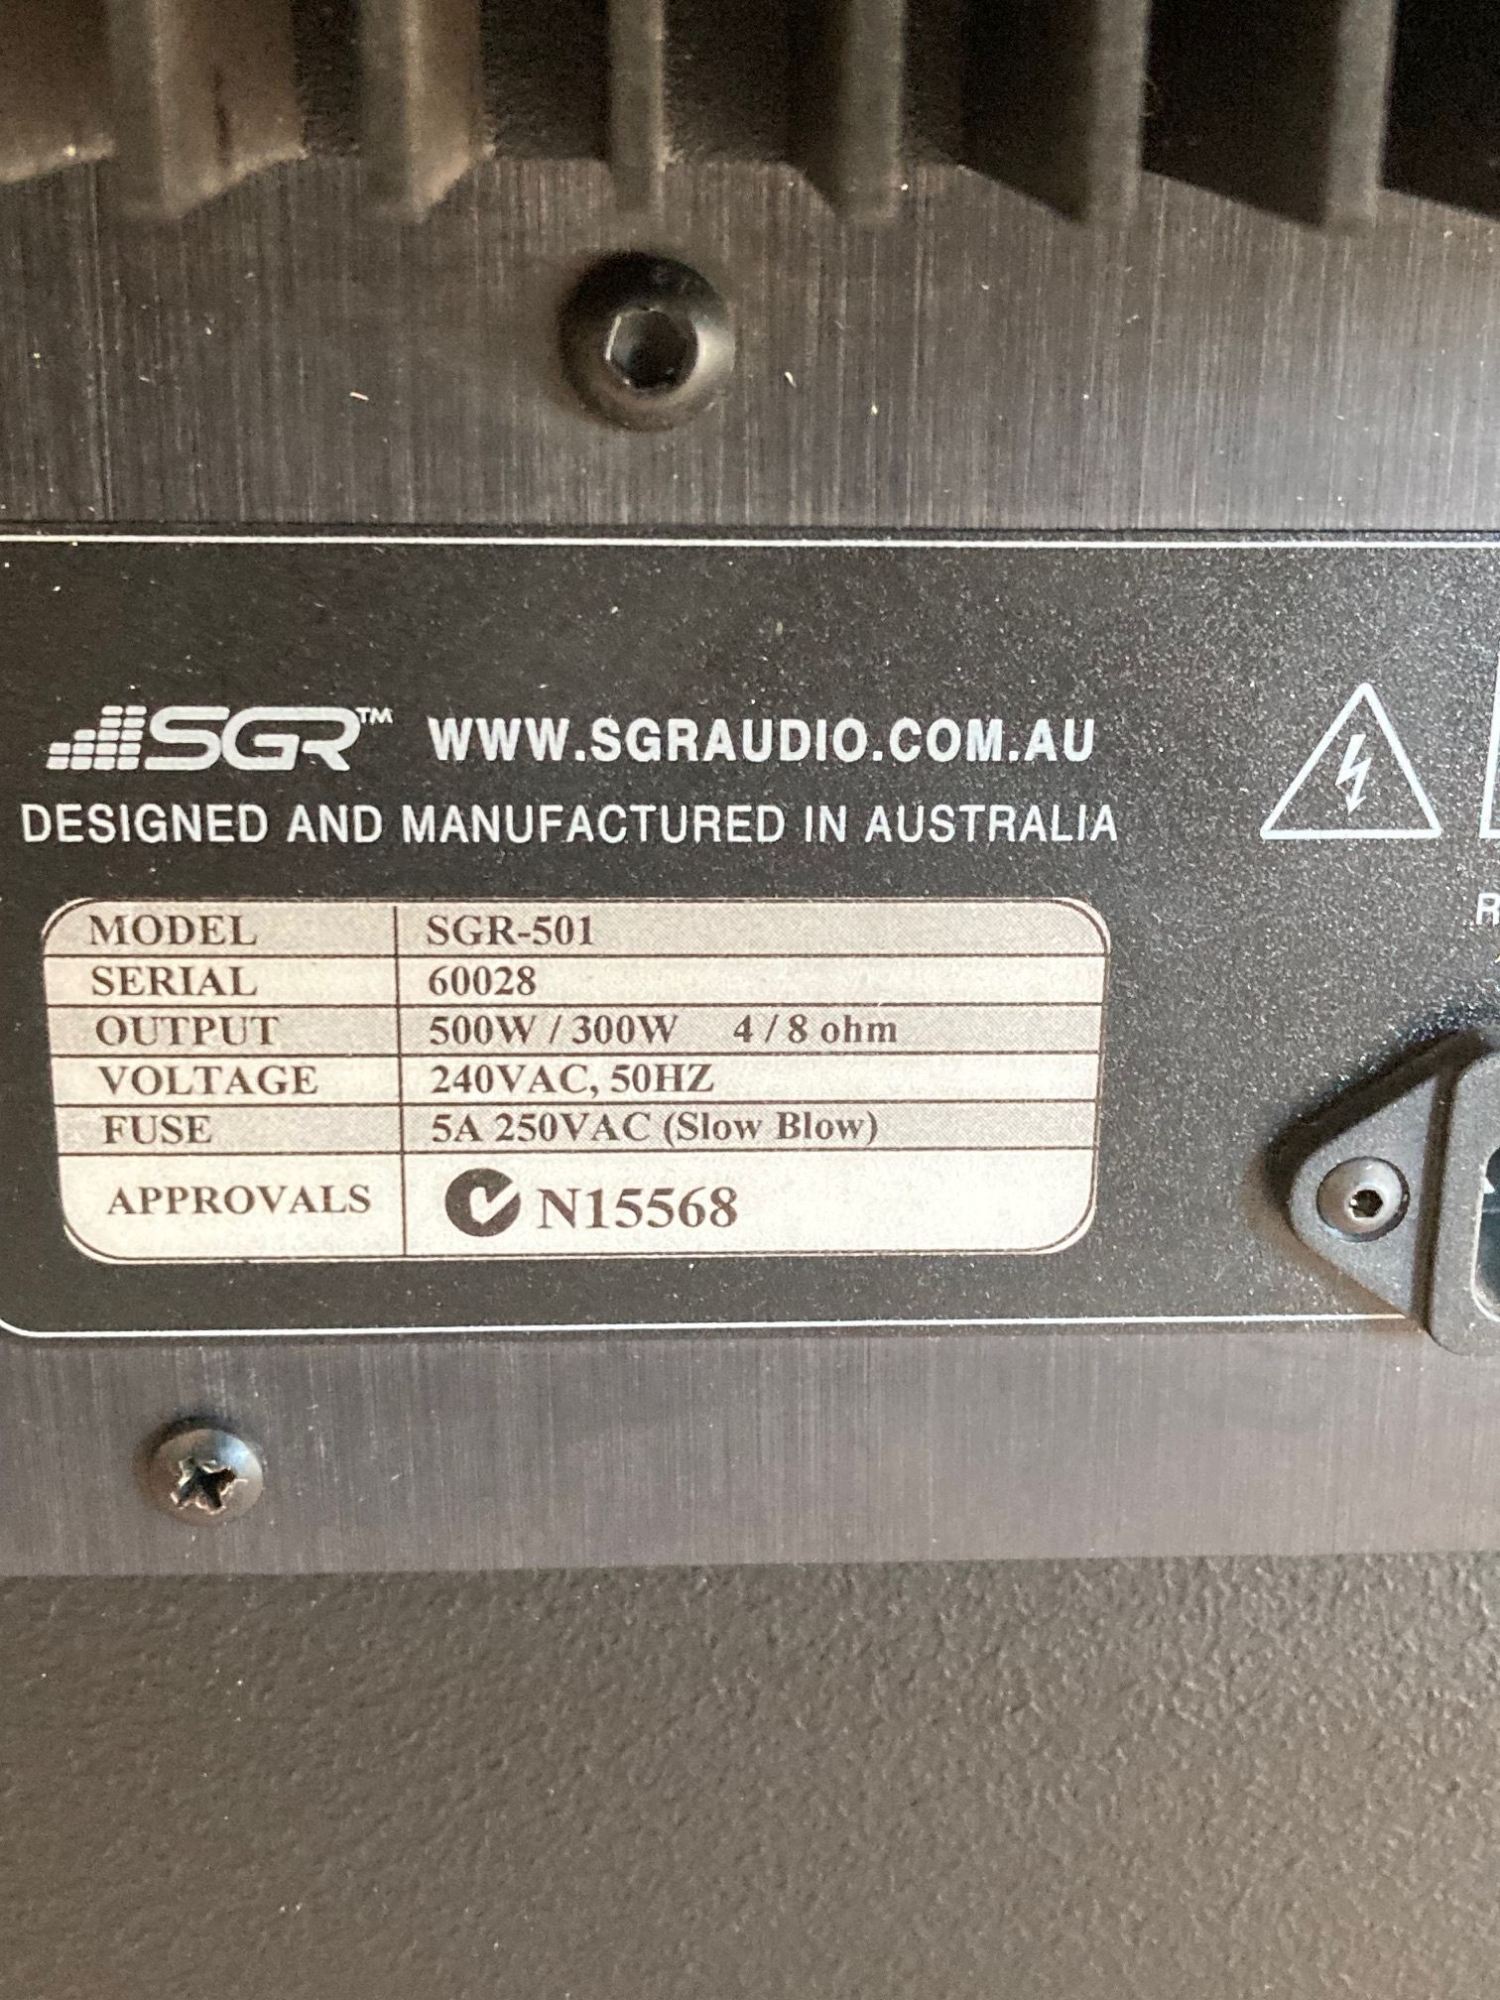 SGR™ WWW.SGRAUDIO.COM.AU
DESIGNED AND MANUFACTURED IN AUSTRALIA
MODEL SGR-501
SERIAL 60028
OUTPUT 500W / 300W 4 / 8 ohm
VOLTAGE 240VAC, 50HZ
FUSE 5A 250VAC (Slow Blow)
APPROVALS N15568